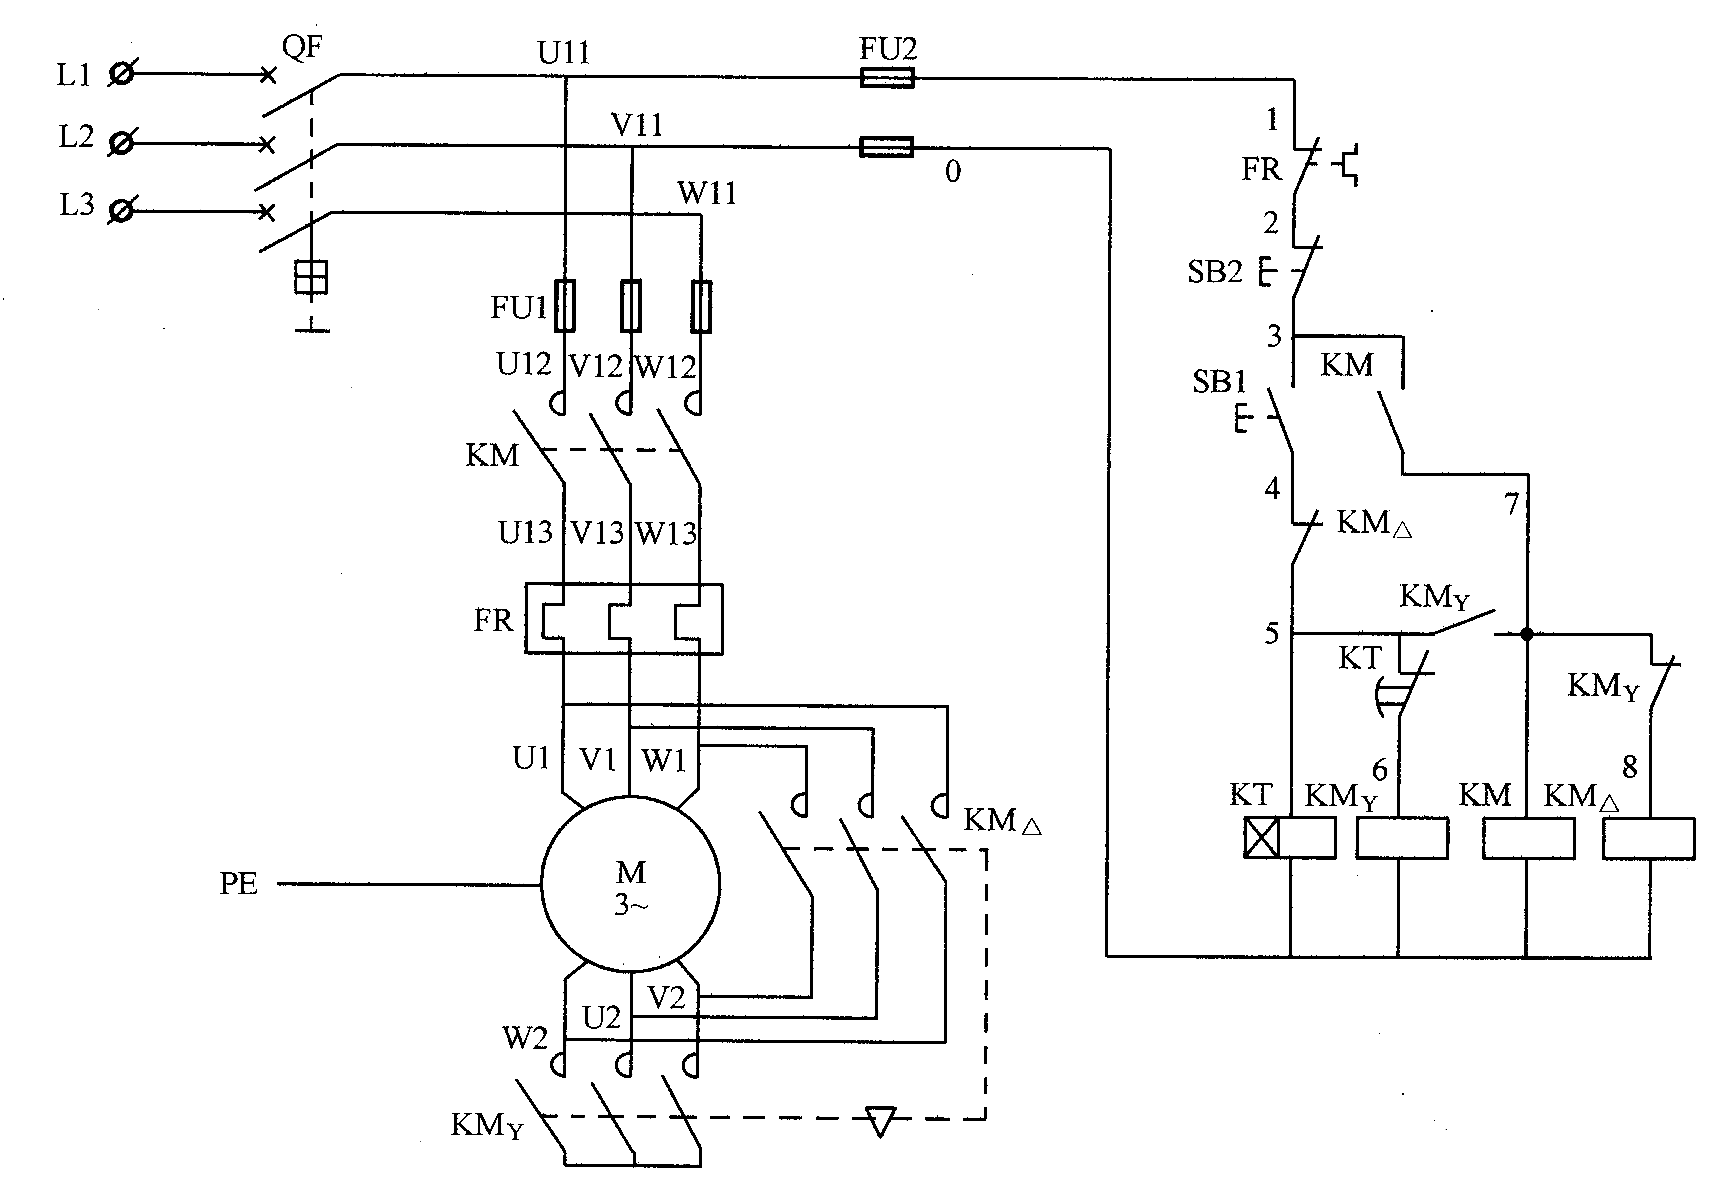 QF
U11
FU2
L1
V11
1
L2
0
FR
W11
L3
2
SB2
FU1
3
U12 V12 W12
KM
SB1
KM
4
7
U13 V13 W13
KM△
KMY
FR
5
KT
KMY
U1 V1 W1
6
8
KT
KMY
KM
KM△
KM△
M
3~
PE
V2
U2
W2
KMY